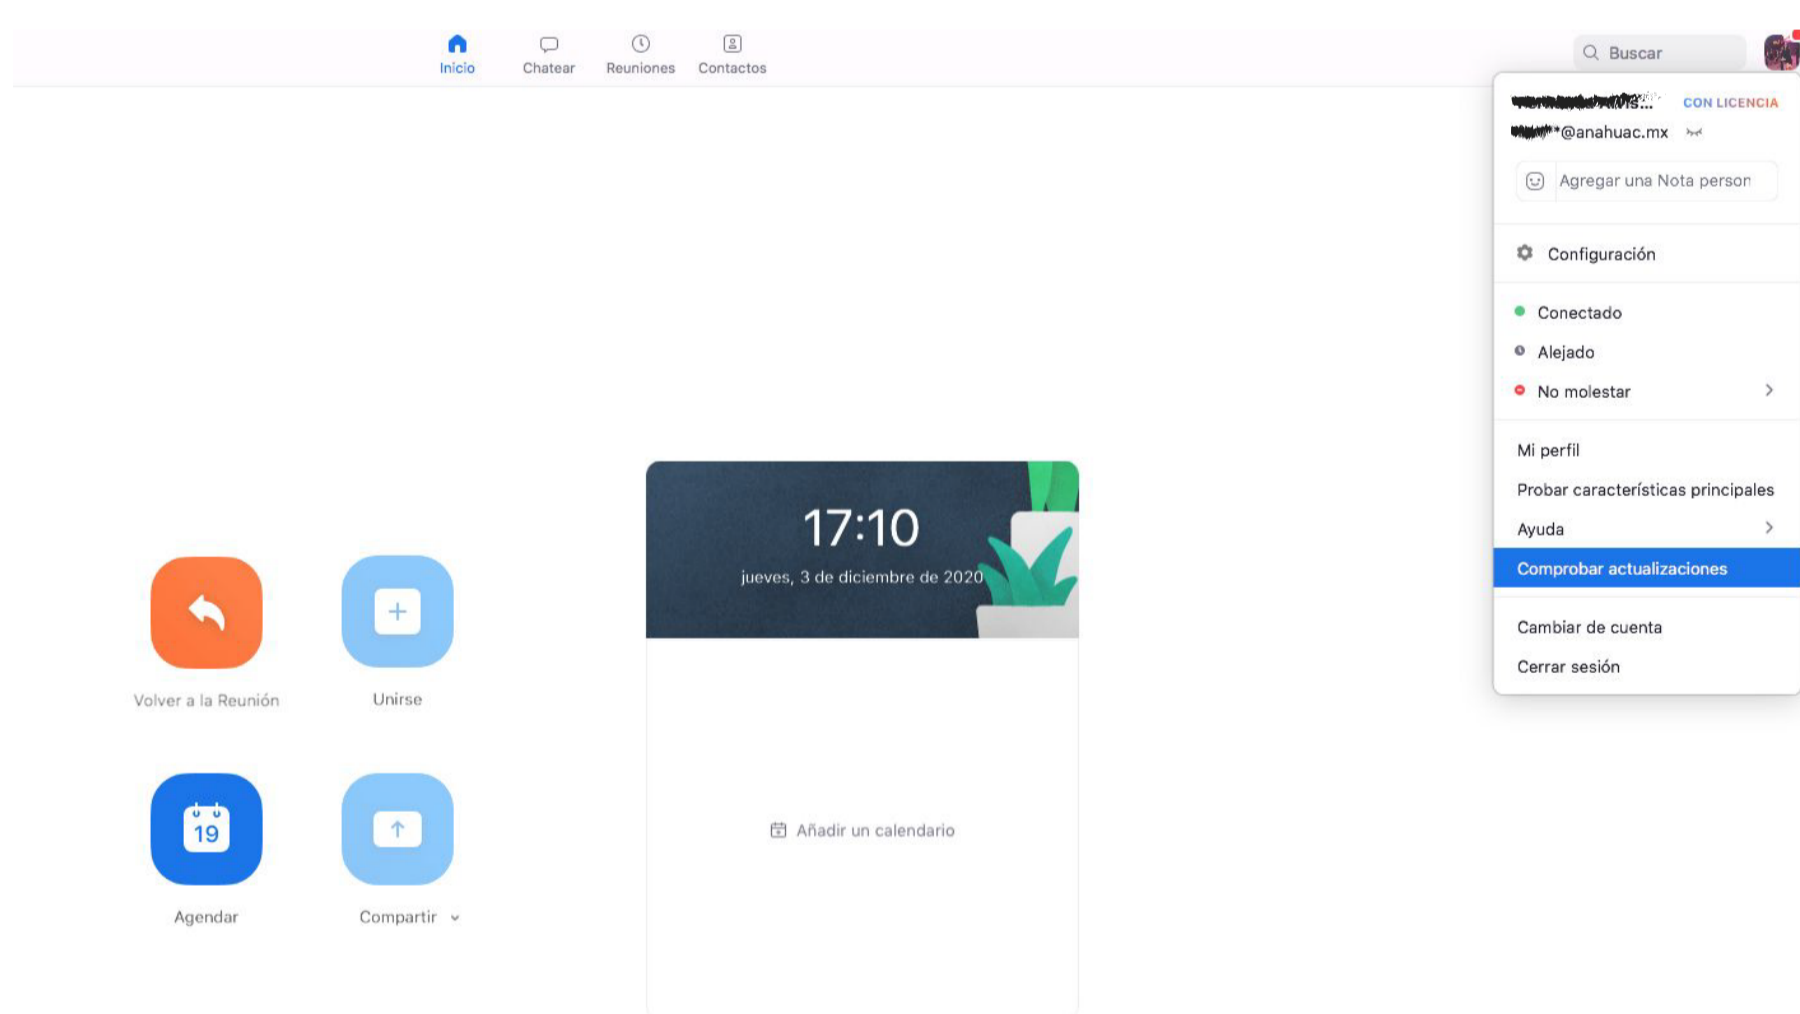 Inicio
Chatear
Reuniones
Contactos
Buscar
CON LICENCIA
*@anahuac.mx
Agregar una Nota person
Configuración
Conectado
Alejado
No molestar
Mi perfil
Probar características principales
Ayuda
Comprobar actualizaciones
Cambiar de cuenta
Cerrar sesión
17:10
jueves, 3 de diciembre de 2020
Volver a la Reunión
Unirse
19
Agendar
Compartir
Añadir un calendario